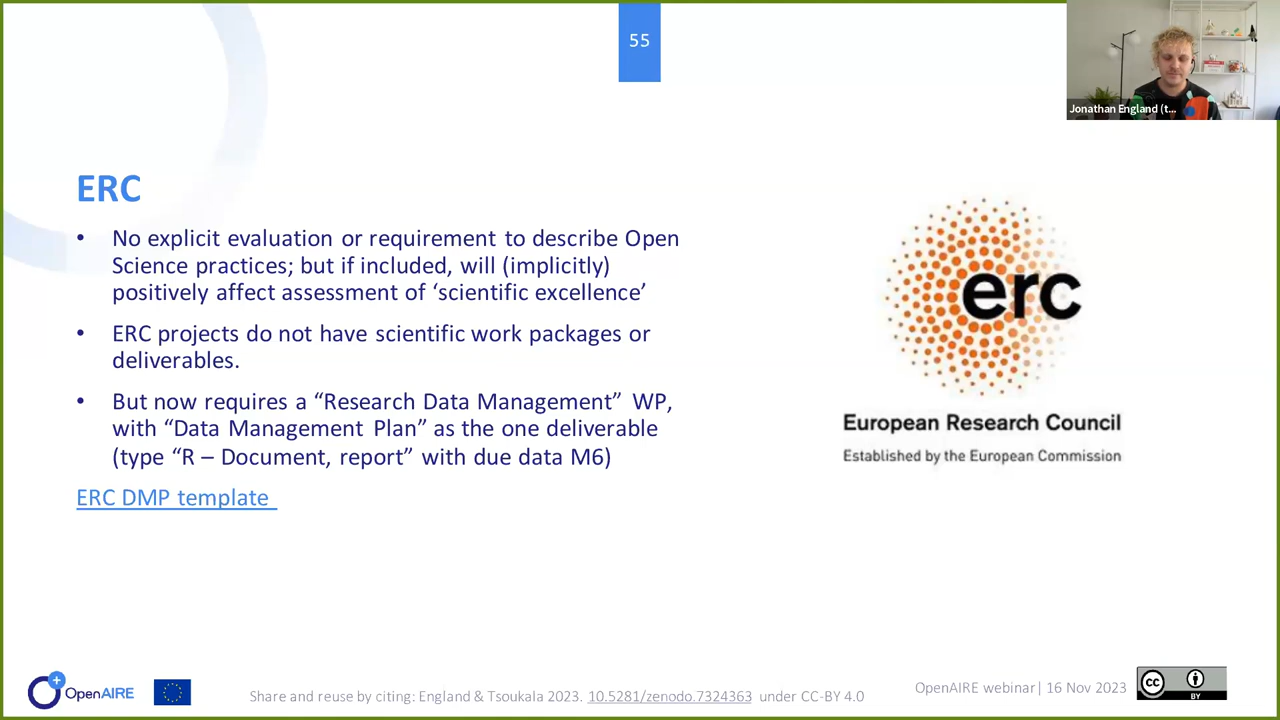 55
Jonathan England (t...
ERC
• No explicit evaluation or requirement to describe Open
Science practices; but if included, will (implicitly)
positively affect assessment of ‘scientific excellence’
• ERC projects do not have scientific work packages or
deliverables.
• But now requires a “Research Data Management” WP,
with “Data Management Plan” as the one deliverable
(type “R – Document, report” with due data M6)
ERC DMP template
erc
European Research Council
Established by the European Commission
OpenAIRE
Share and reuse by citing: England & Tsoukala 2023. 10.5281/zenodo.7324363 under CC-BY 4.0
OpenAIRE webinar| 16 Nov 2023
cc
BY